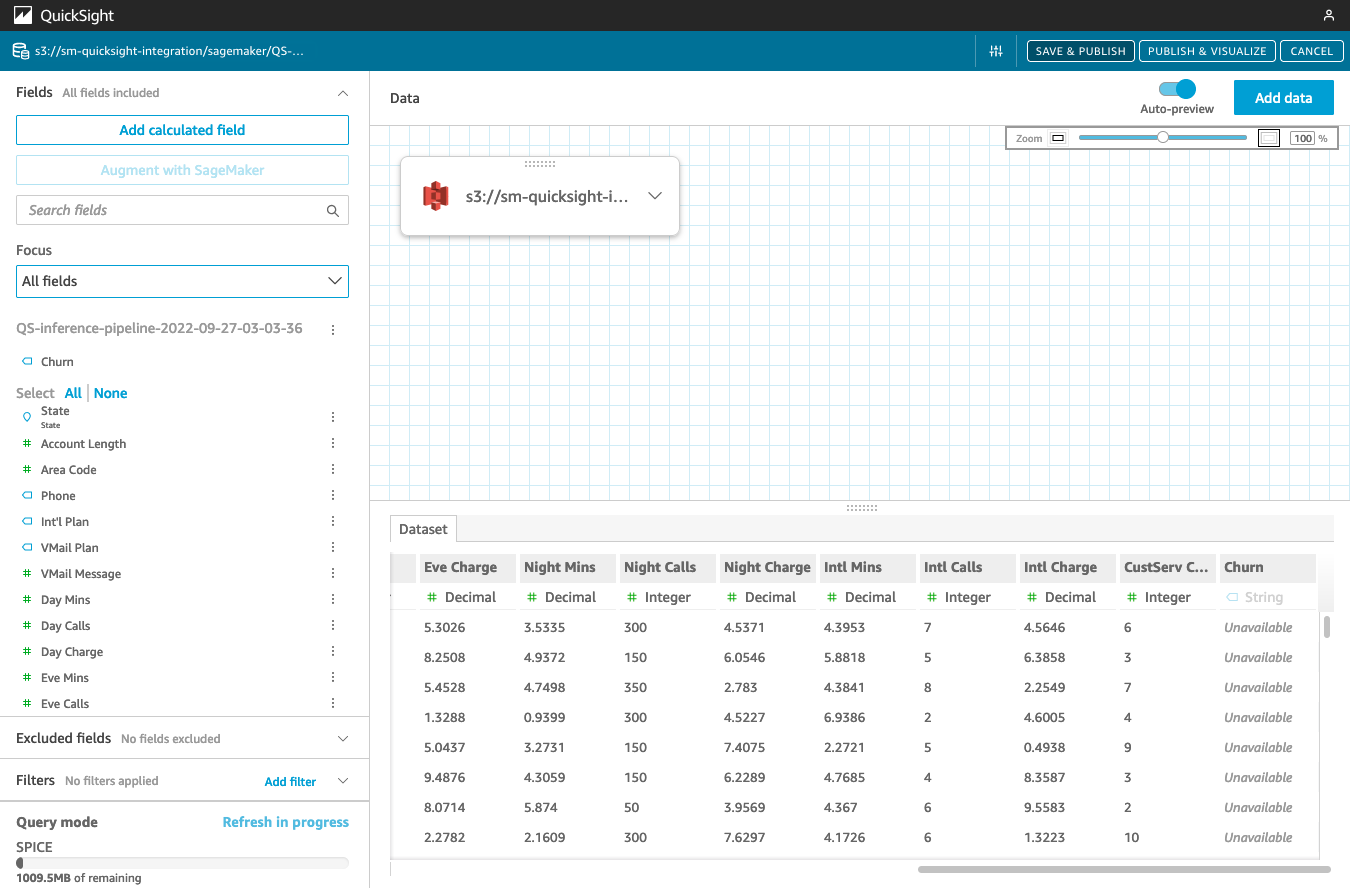 QuickSight
s3://sm-quicksight-integration/sagemaker/QS-...
SAVE & PUBLISH
PUBLISH & VISUALIZE
CANCEL
Fields All fields included
Add calculated field
Augment with SageMaker
Search fields
Focus
All fields
QS-inference-pipeline-2022-09-27-03-03-36
Churn
Select All None
State
State
Account Length
Area Code
Phone
Int'l Plan
VMail Plan
VMail Message
Day Mins
Day Calls
Day Charge
Eve Mins
Eve Calls
Excluded fields No fields excluded
Filters No filters applied Add filter
Query mode Refresh in progress
SPICE
1009.5MB of remaining
Data
Auto-preview
Add data
Zoom 100 %
s3://sm-quicksight-i...
Dataset
Eve Charge Night Mins Night Calls Night Charge Intl Mins Intl Calls Intl Charge CustServ C... Churn
# Decimal # Decimal # Integer # Decimal # Decimal # Integer # Decimal # Integer String
5.3026 3.5335 300 4.5371 4.3953 7 4.5646 6 Unavailable
8.2508 4.9372 150 6.0546 5.8818 5 6.3858 3 Unavailable
5.4528 4.7498 350 2.783 4.3841 8 2.2549 7 Unavailable
1.3288 0.9399 300 4.5227 6.9386 2 4.6005 4 Unavailable
5.0437 3.2731 150 7.4075 2.2721 5 0.4938 9 Unavailable
9.4876 4.3059 150 6.2289 4.7685 4 8.3587 3 Unavailable
8.0714 5.874 50 3.9569 4.367 6 9.5583 2 Unavailable
2.2782 2.1609 300 7.6297 4.1726 6 1.3223 10 Unavailable